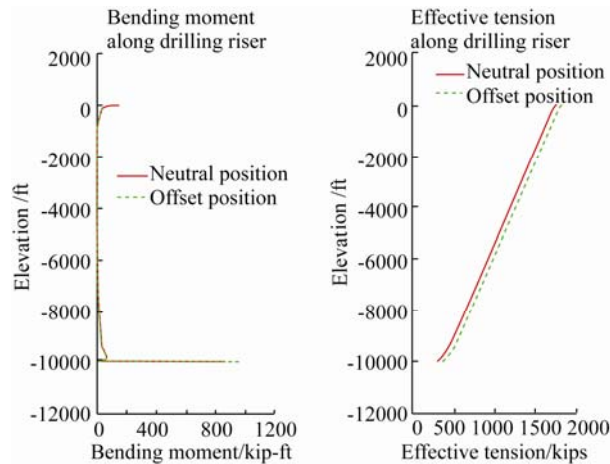 Bending moment
along drilling riser
2000
0
-2000
-4000
-6000
-8000
-10000
-12000
Elevation /ft
Neutral position
Offset position
0 400 800 1200
Bending moment/kip-ft
Effective tension
along drilling riser
Neutral position
Offset position
2000
0
-2000
-4000
-6000
-8000
-10000
-12000
Elevation /ft
0 500 1000 1500 2000
Effective tension/kips